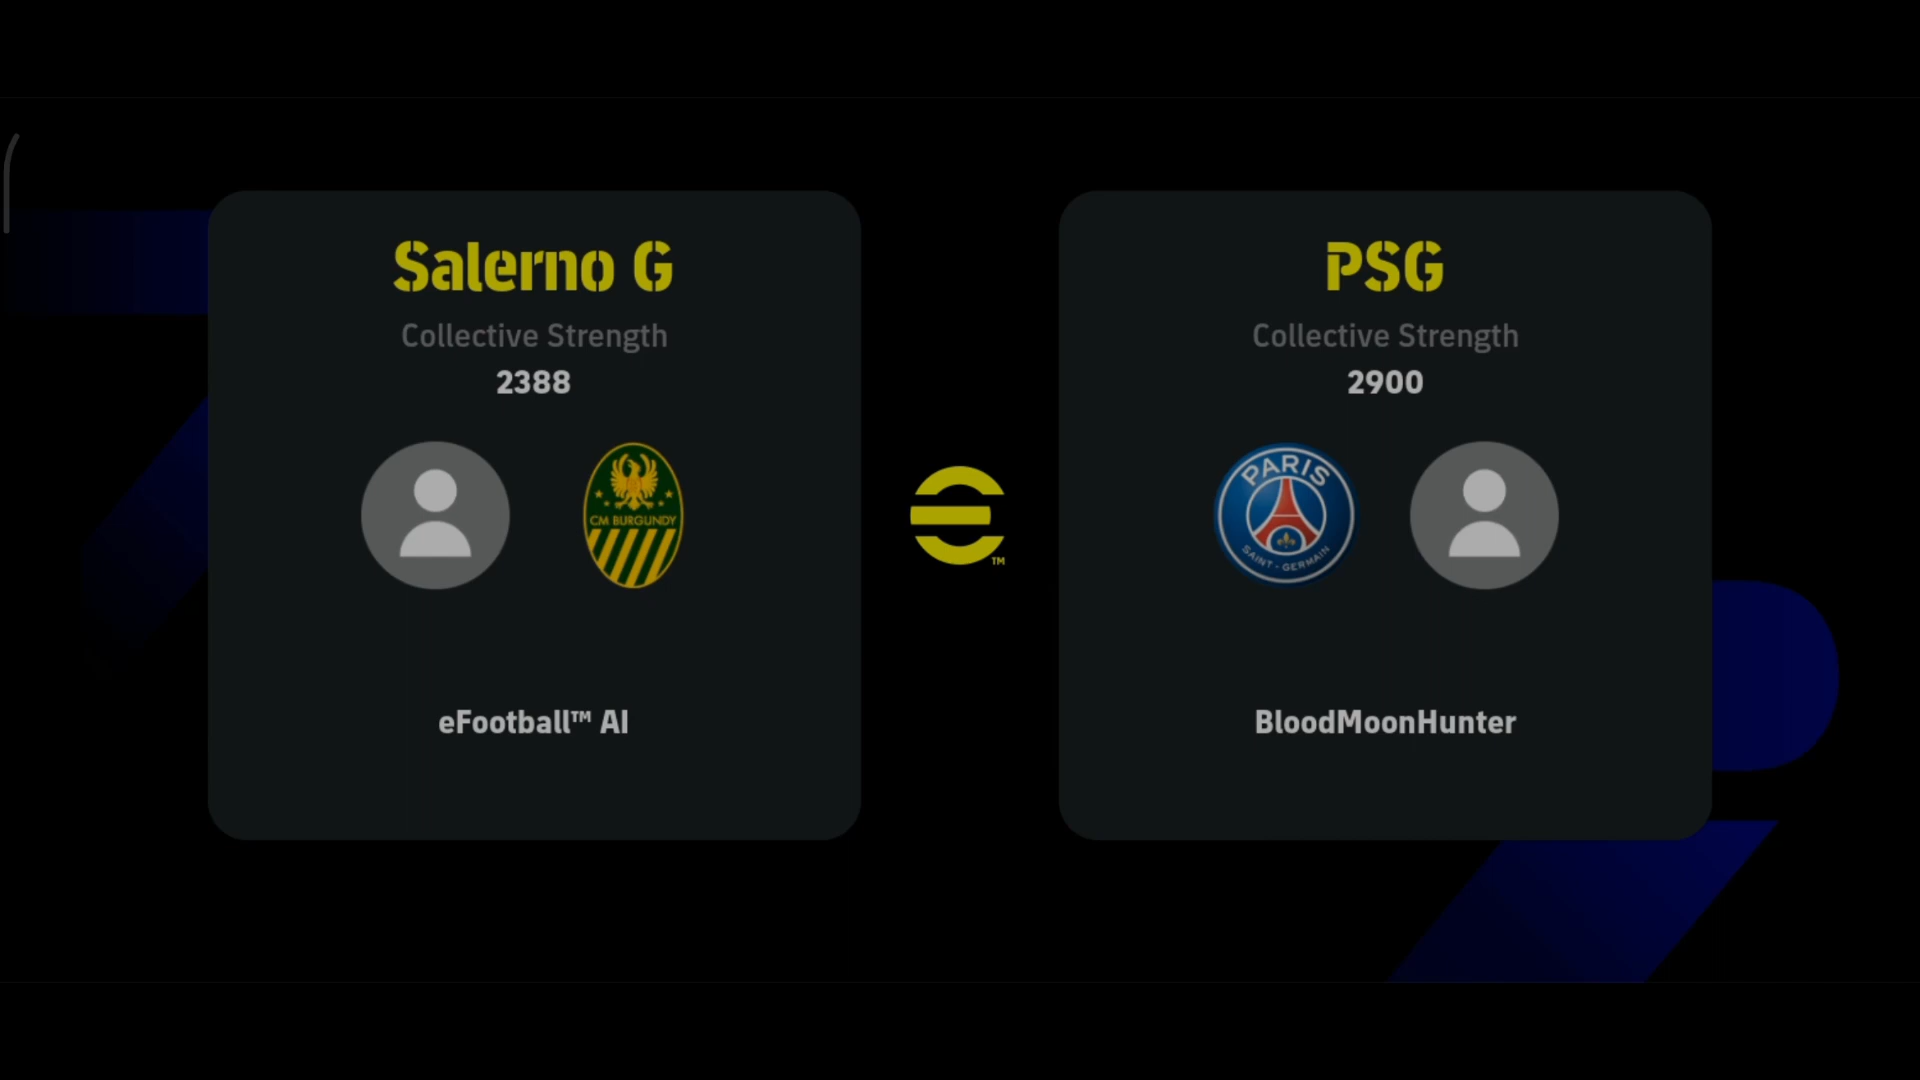 Salerno G
Collective Strength
2388
CM BURGUNDY
eFootball™ AI
TM
PSG
Collective Strength
2900
PARIS
SAINT-GERMAIN
BloodMoonHunter